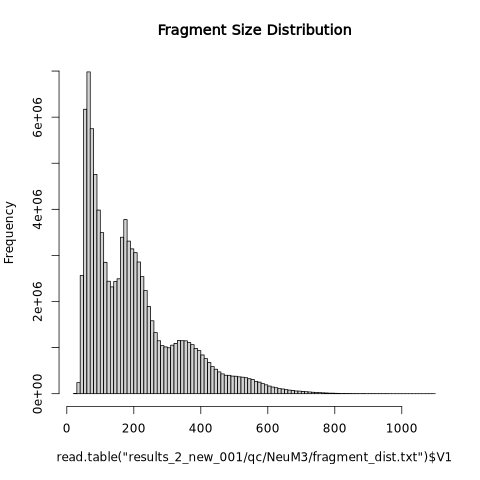 Fragment Size Distribution
Frequency
6e+06
4e+06
2e+06
0e+00
0 200 400 600 800 1000
read.table("results_2_new_001/qc/NeuM3/fragment_dist.txt")$V1